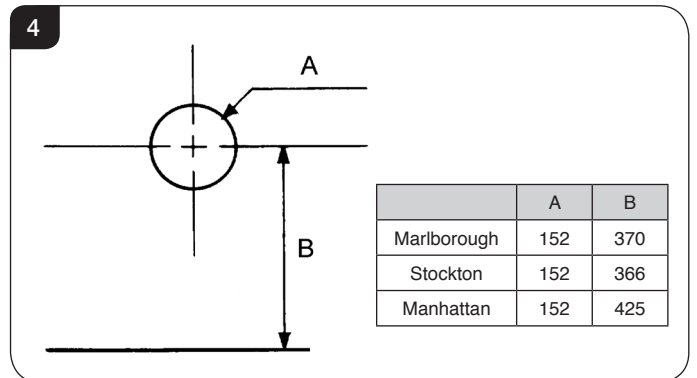 4
A
B
A B
Marlborough 152 370
Stockton 152 366
Manhattan 152 425